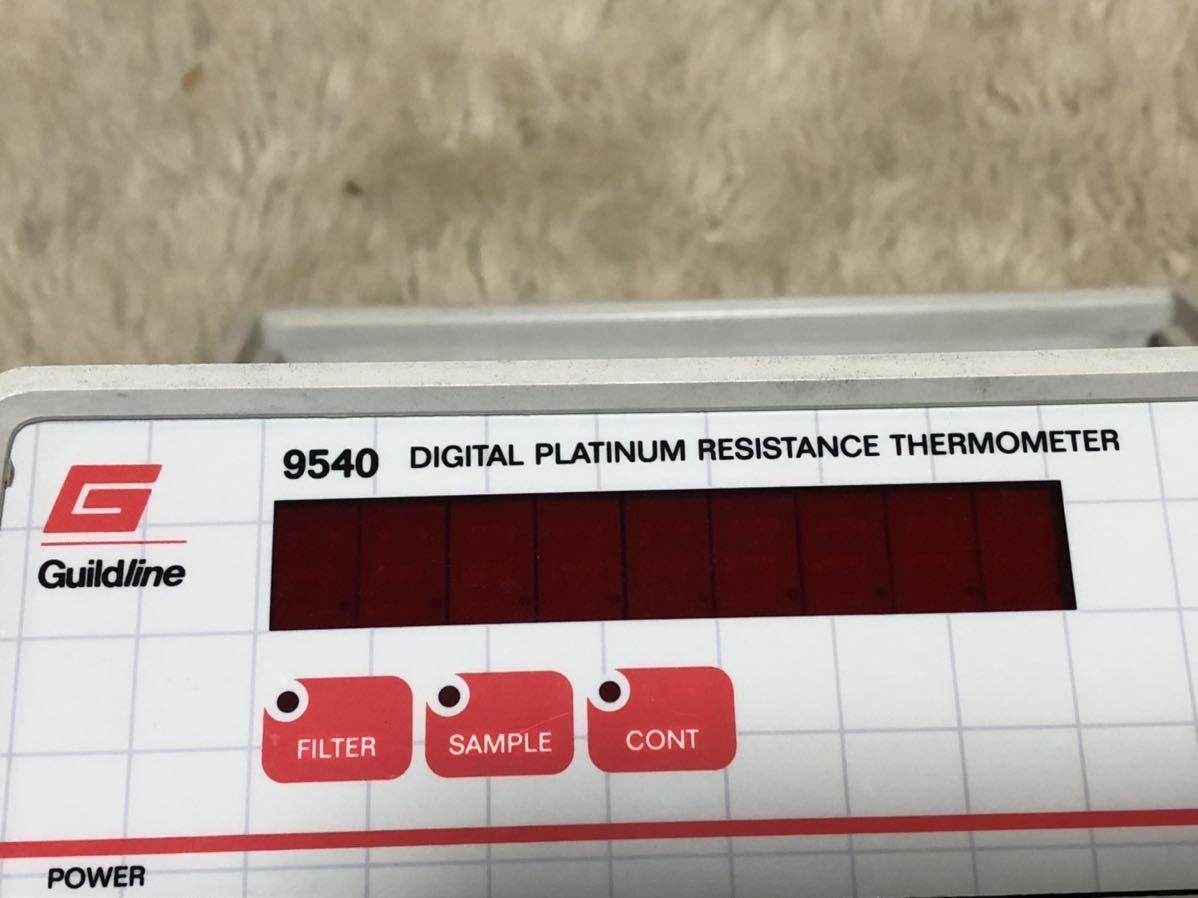 9540 DIGITAL PLATINUM RESISTANCE THERMOMETER
G
Guildline
FILTER SAMPLE CONT
POWER